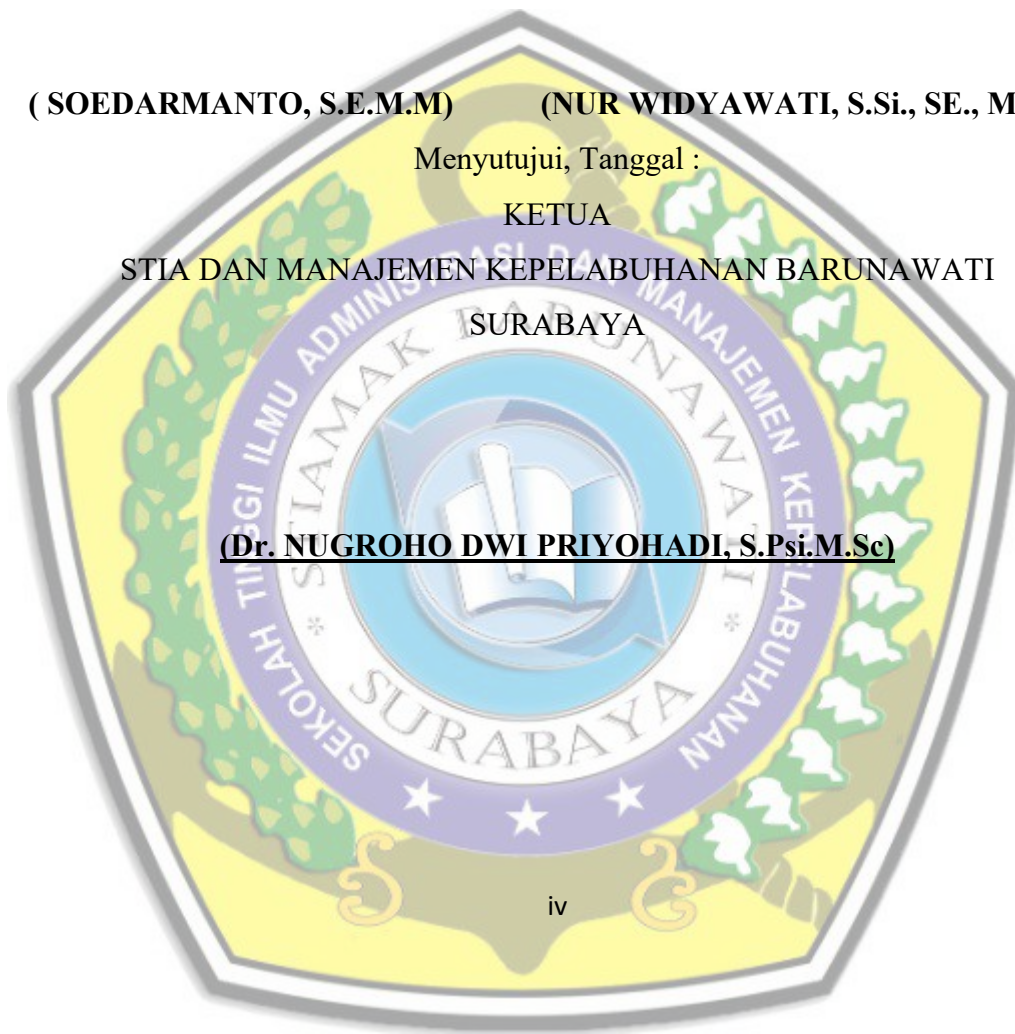 ( SOEDARMANTO, S.E.M.M) (NUR WIDYAWATI, S.Si., SE., M
Menyutujui, Tanggal :
KETUA
STIA DAN MANAJEMEN KEPELABUHANAN BARUNAWATI
SURABAYA
(Dr. NUGROHO DWI PRIYOHADI, S.Psi.M.Sc)
SEKOLAH TINGGI ILMU ADMINISTRASI DAN MANAJEMEN KEPELABUHANAN
* STIAMAK BARUNAWATI *
SURABAYA
iv